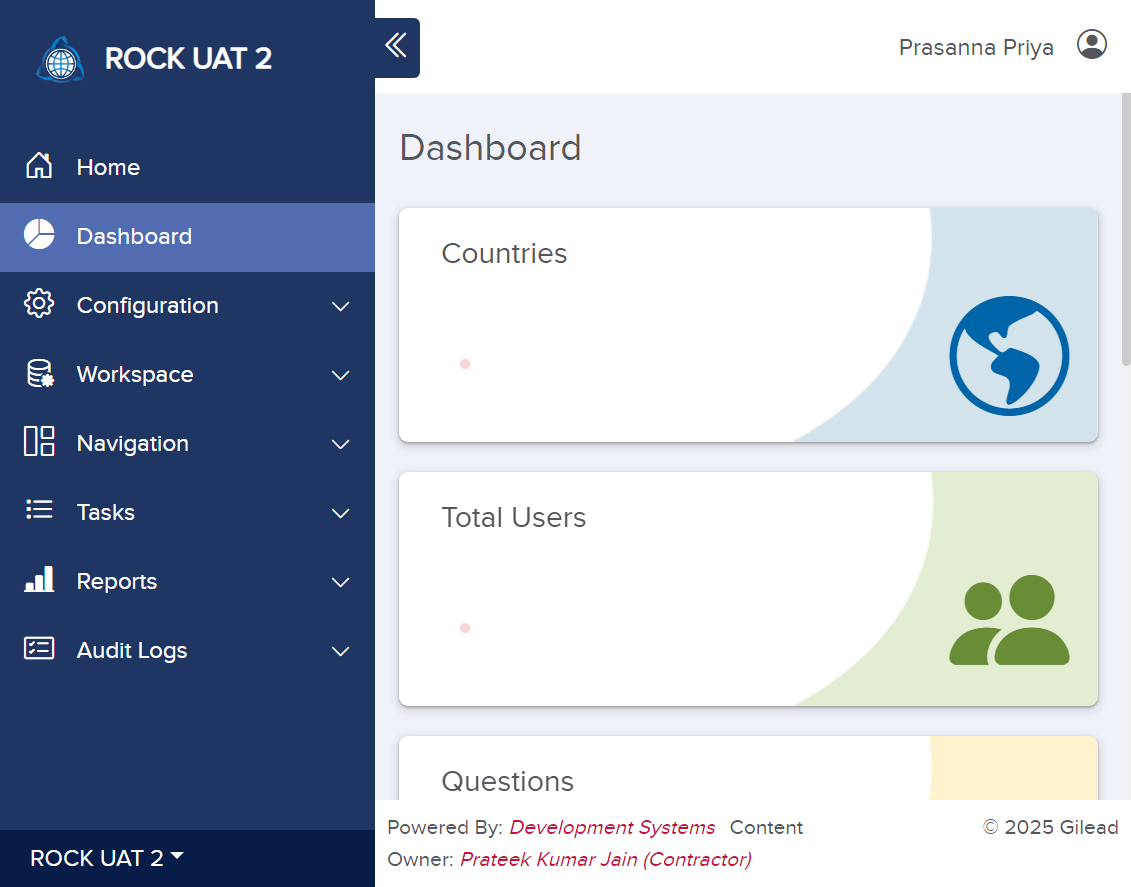 ROCK UAT 2
Prasanna Priya
Home
Dashboard
Configuration
Workspace
Navigation
Tasks
Reports
Audit Logs
ROCK UAT 2
Dashboard
Countries
Total Users
Questions
Powered By: Development Systems Content
Owner: Prateek Kumar Jain (Contractor)
© 2025 Gilead